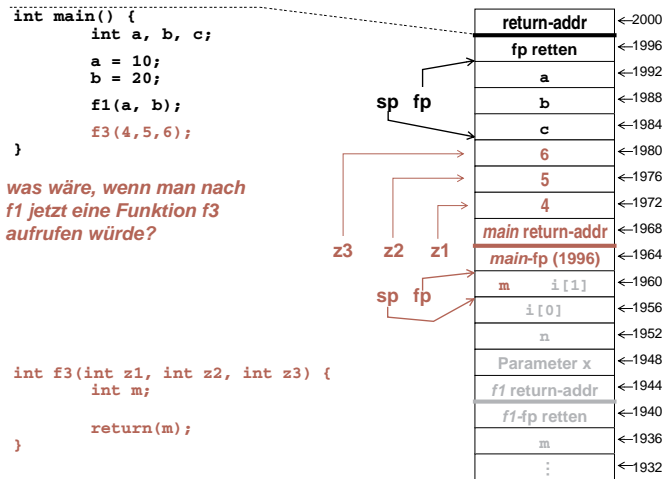 int main() {
int a, b, c;
a = 10;
b = 20;
f1(a, b);
f3(4,5,6);
}
was wäre, wenn man nach
f1 jetzt eine Funktion f3
aufrufen würde?
int f3(int z1, int z2, int z3) {
int m;
return(m);
}
sp fp
z3 z2 z1
sp fp
return-addr ←2000
fp retten ←1996
a ←1992
b ←1988
c ←1984
6 ←1980
5 ←1976
4 ←1972
main return-addr ←1968
main-fp (1996) ←1964
m i[1] ←1960
i[0] ←1956
n ←1952
Parameter x ←1948
f1 return-addr ←1944
f1-fp retten ←1940
m ←1936
⋮ ←1932